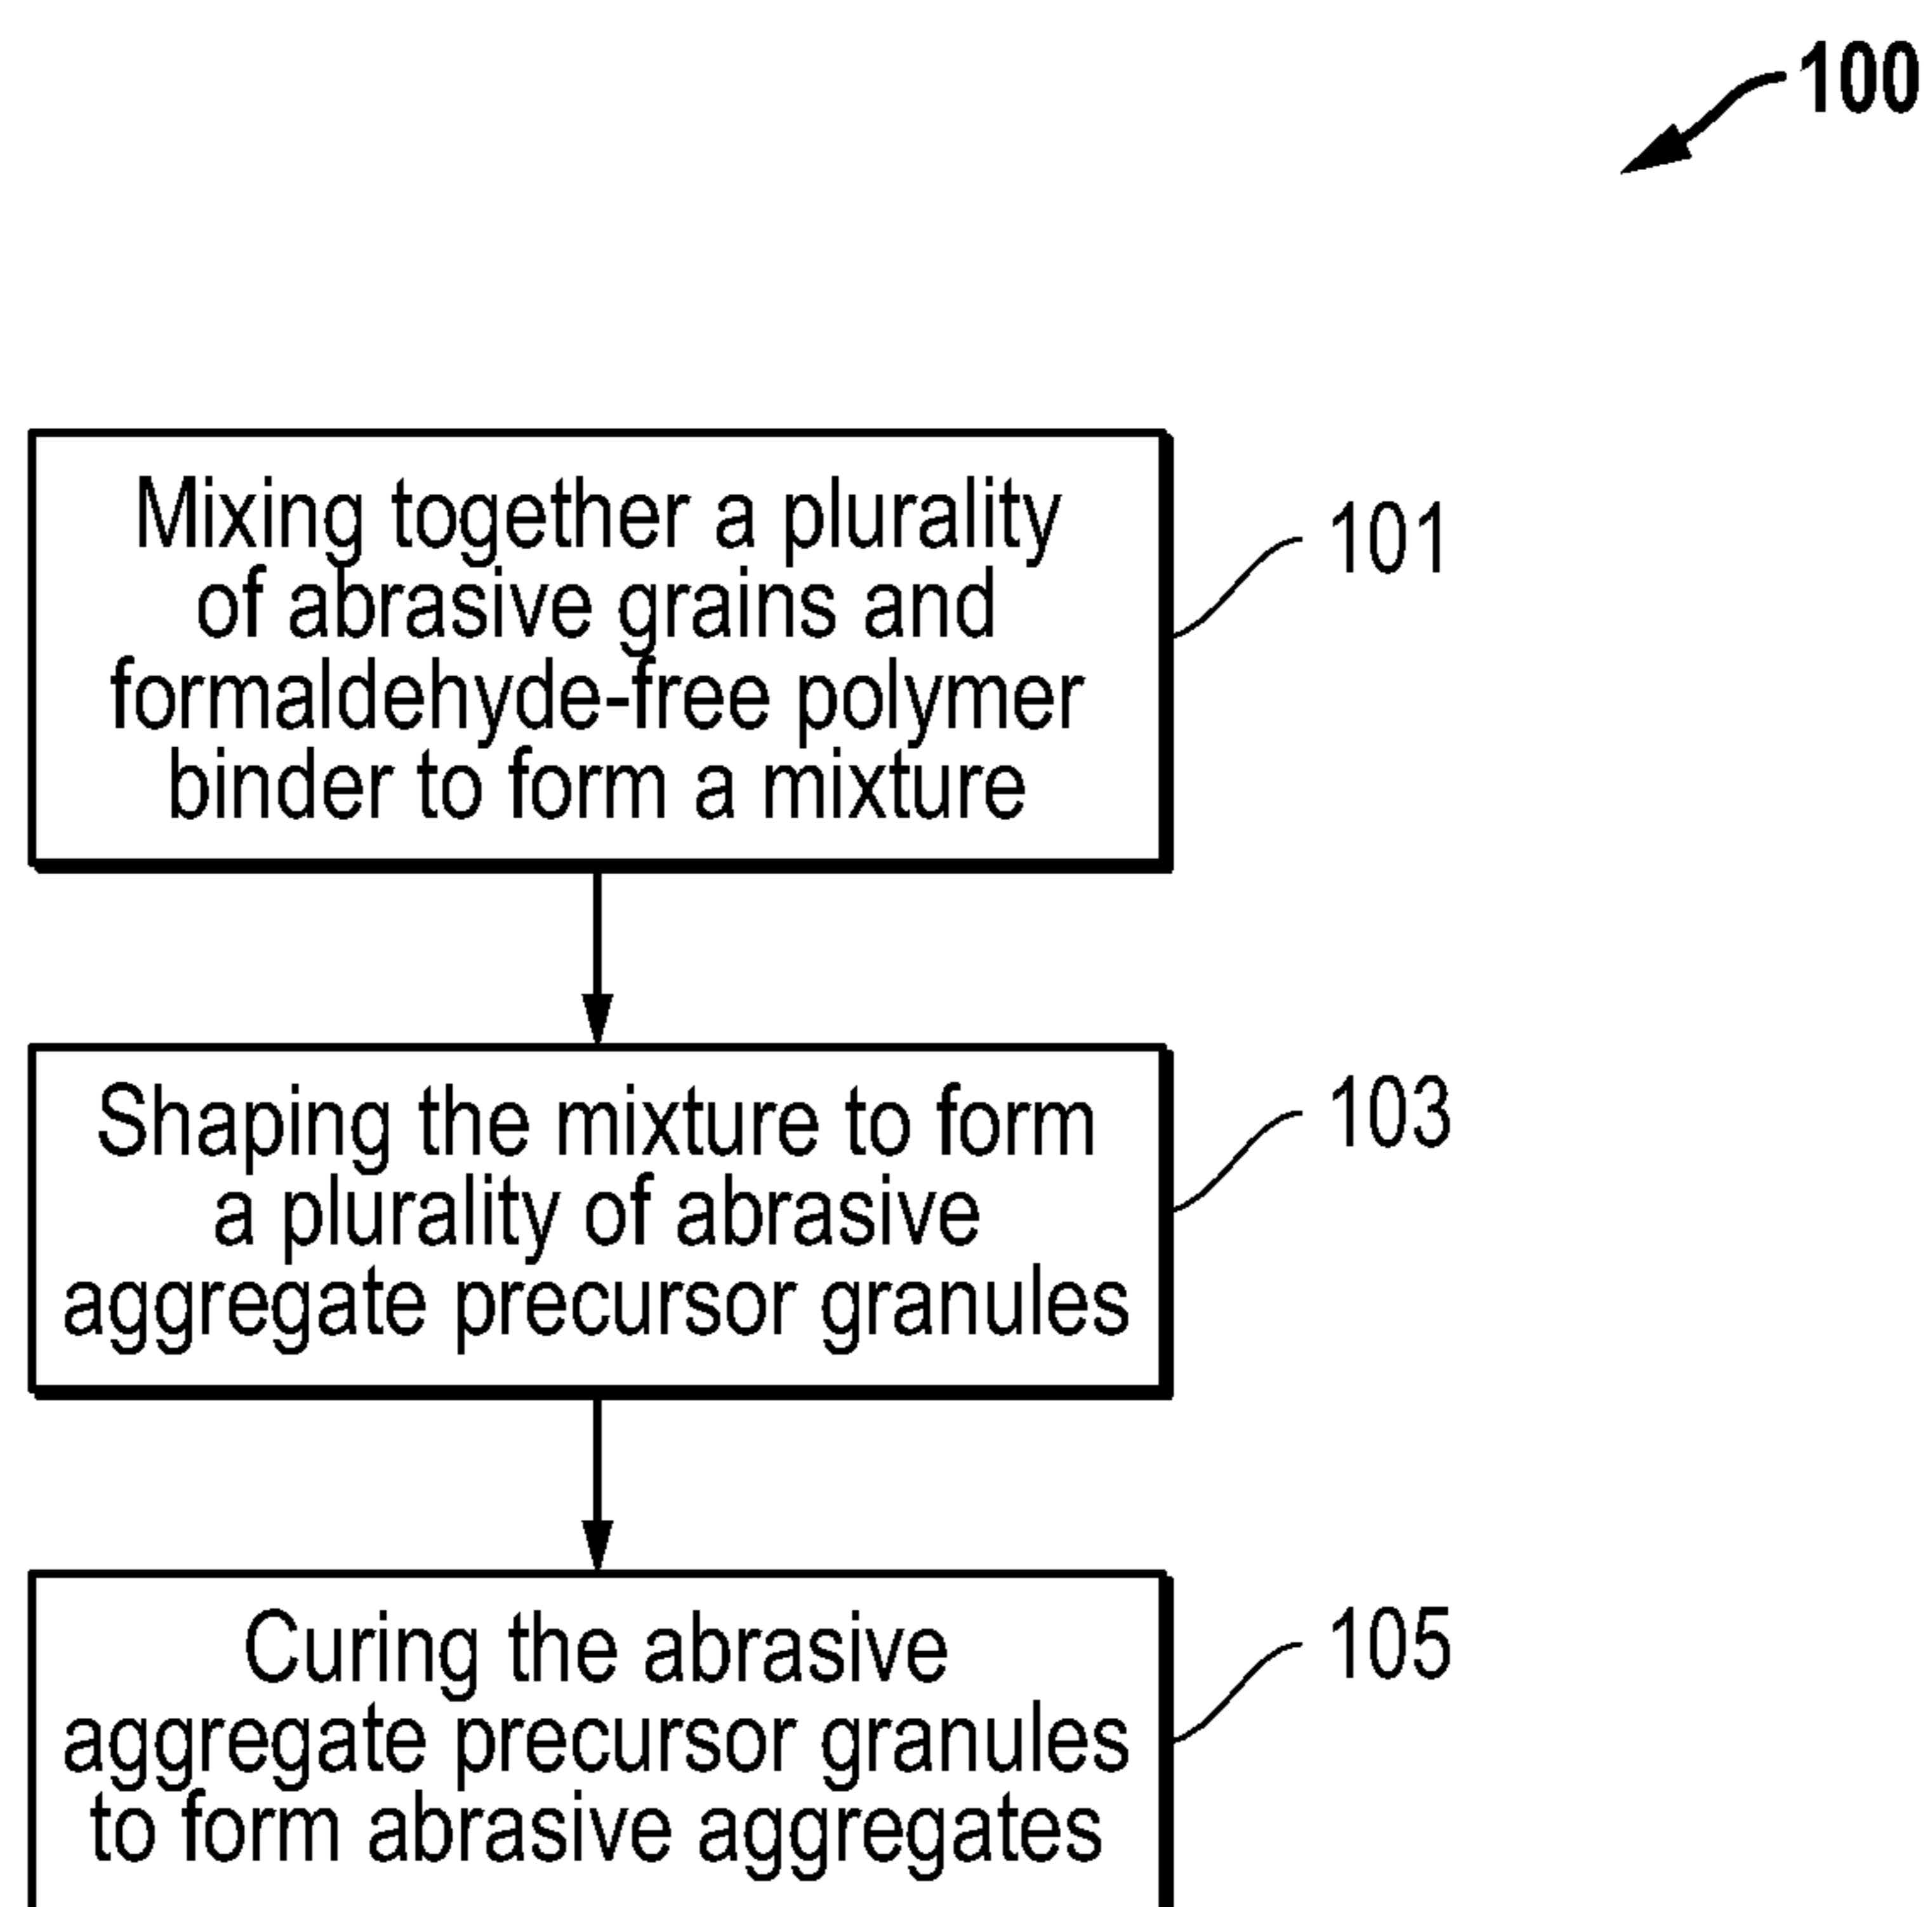 100
Mixing together a plurality
of abrasive grains and
formaldehyde-free polymer
binder to form a mixture
101
Shaping the mixture to form
a plurality of abrasive
aggregate precursor granules
103
Curing the abrasive
aggregate precursor granules
to form abrasive aggregates
105